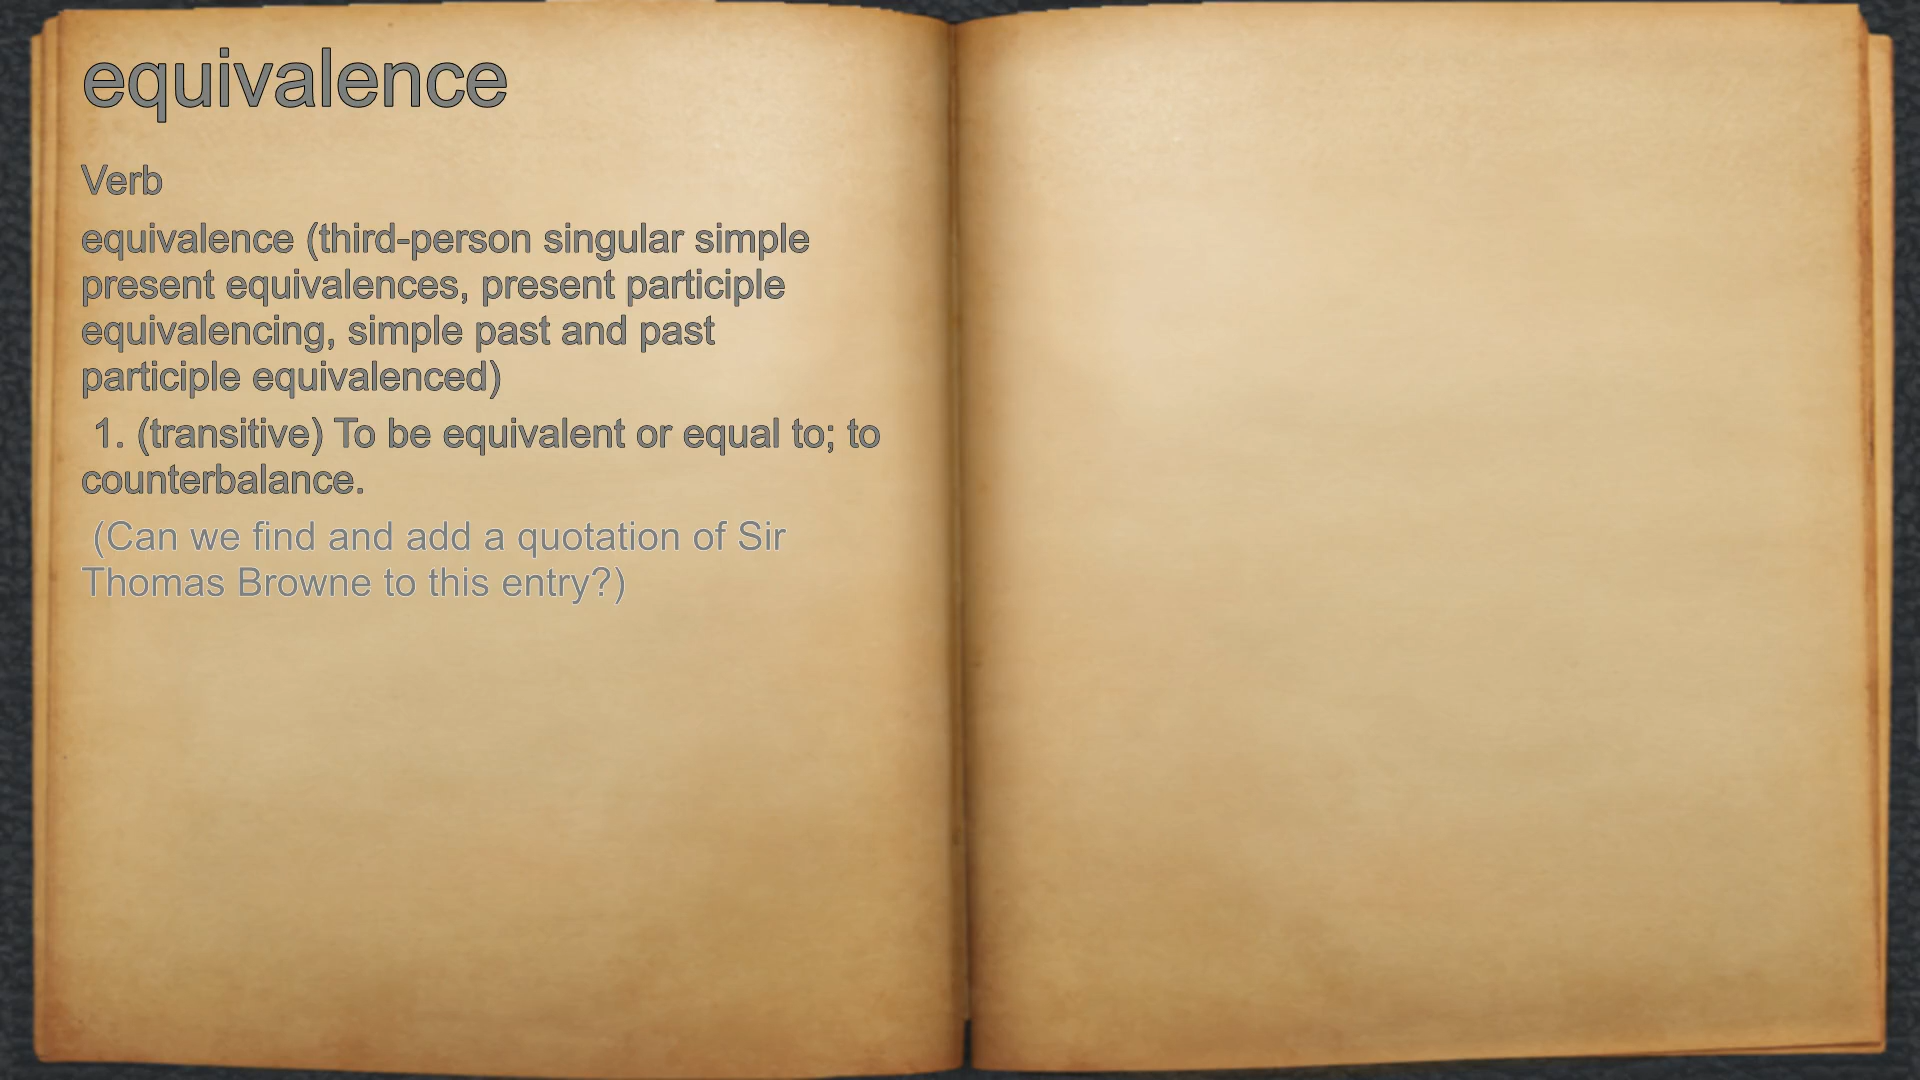 equivalence
Verb
equivalence (third-person singular simple
present equivalences, present participle
equivalencing, simple past and past
participle equivalenced)
1. (transitive) To be equivalent or equal to; to
counterbalance.
(Can we find and add a quotation of Sir
Thomas Browne to this entry?)